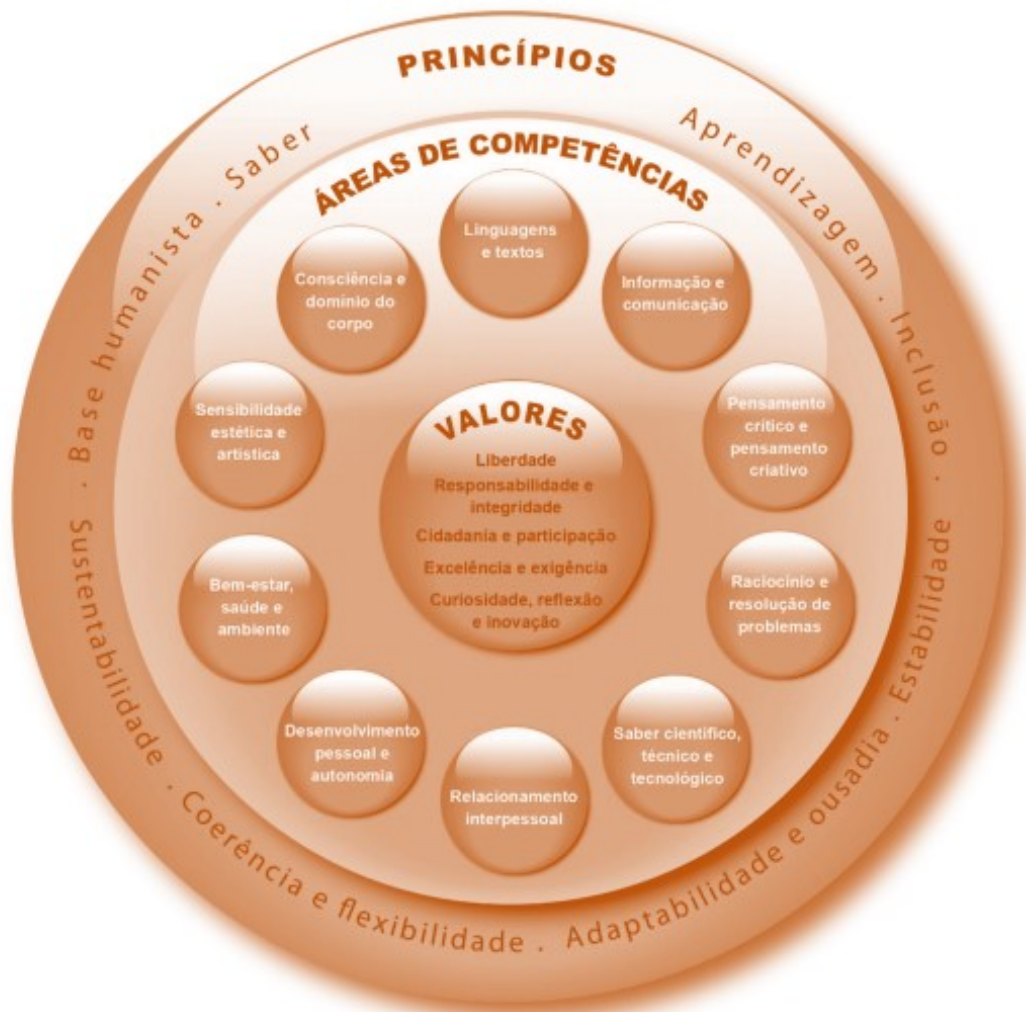 PRINCÍPIOS
Base humanista . Saber
Aprendizagem . Inclusão .
Sustentabilidade . Coerência e flexibilidade . Adaptabilidade e ousadia . Estabilidade
ÁREAS DE COMPETÊNCIAS
Linguagens
e textos
Informação e
comunicação
Pensamento
crítico e
pensamento
criativo
Raciocínio e
resolução de
problemas
Saber científico,
técnico e
tecnológico
Relacionamento
interpessoal
Desenvolvimento
pessoal e
autonomia
Bem-estar,
saúde e
ambiente
Sensibilidade
estética e
artística
Consciência e
domínio do
corpo
VALORES
Liberdade
Responsabilidade e
integridade
Cidadania e participação
Excelência e exigência
Curiosidade, reflexão
e inovação